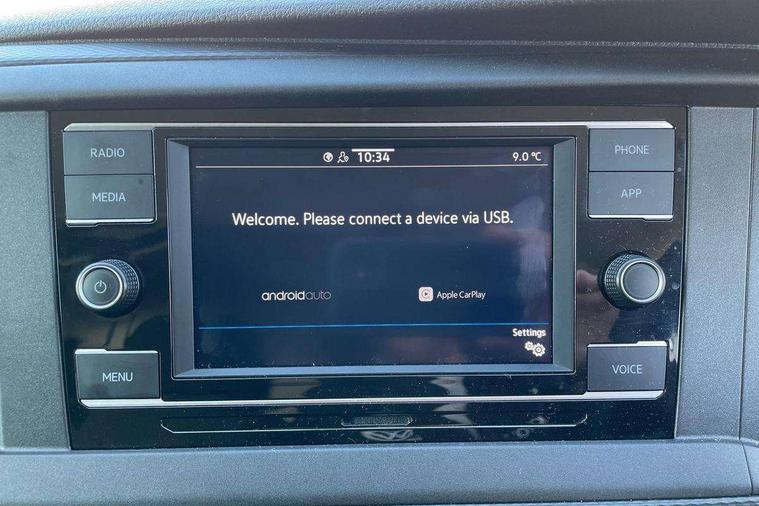 RADIO
MEDIA
MENU
10:34
9.0 °C
Welcome. Please connect a device via USB.
androidauto
Apple CarPlay
Settings
PHONE
APP
VOICE